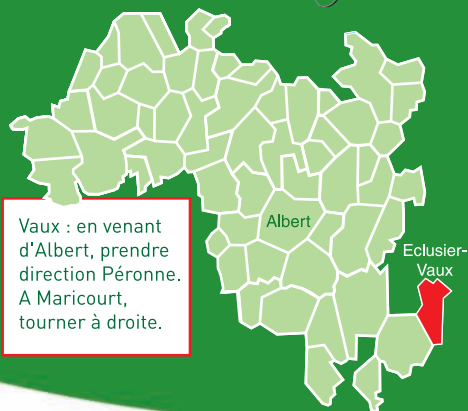 Albert
Eclusier-
Vaux
Vaux : en venant
d'Albert, prendre
direction Péronne.
A Maricourt,
tourner à droite.